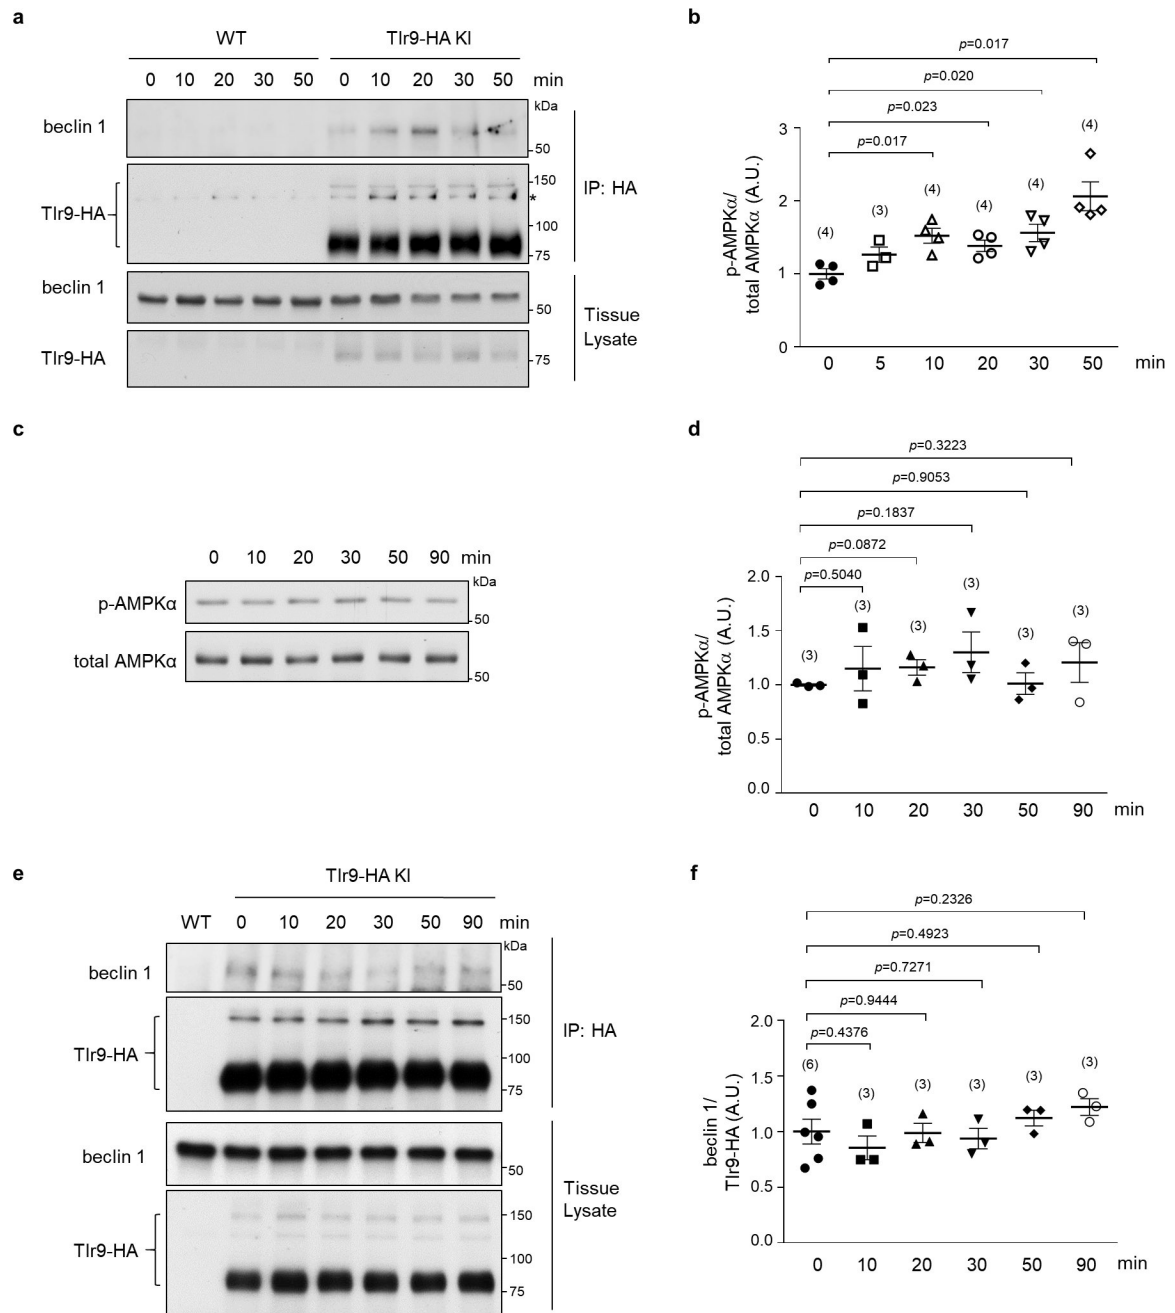 a
WT
Tlr9-HA KI
0 10 20 30 50 0 10 20 30 50 min
kDa
beclin 1
50
150
Tlr9-HA
*
100
75
IP: HA
beclin 1
50
Tlr9-HA
75
Tissue
Lysate
b
p=0.017
p=0.020
p=0.023
p=0.017
p-AMPKα/
total AMPKα (A.U.)
3
2
1
0
(4)
(3)
(4)
(4)
(4)
(4)
0 5 10 20 30 50 min
c
0 10 20 30 50 90 min
kDa
p-AMPKα
50
total AMPKα
50
d
p=0.3223
p=0.9053
p=0.1837
p=0.0872
p=0.5040
p-AMPKα/
total AMPKα (A.U.)
2.0
1.5
1.0
0.5
0.0
(3)
(3)
(3)
(3)
(3)
(3)
0 10 20 30 50 90 min
e
Tlr9-HA KI
WT 0 10 20 30 50 90 min
kDa
beclin 1
50
150
Tlr9-HA
100
75
IP: HA
beclin 1
50
150
Tlr9-HA
100
75
Tissue
Lysate
f
p=0.2326
p=0.4923
p=0.7271
p=0.9444
p=0.4376
beclin 1/
Tlr9-HA (A.U.)
2.0
1.5
1.0
0.5
0.0
(6)
(3)
(3)
(3)
(3)
(3)
0 10 20 30 50 90 min